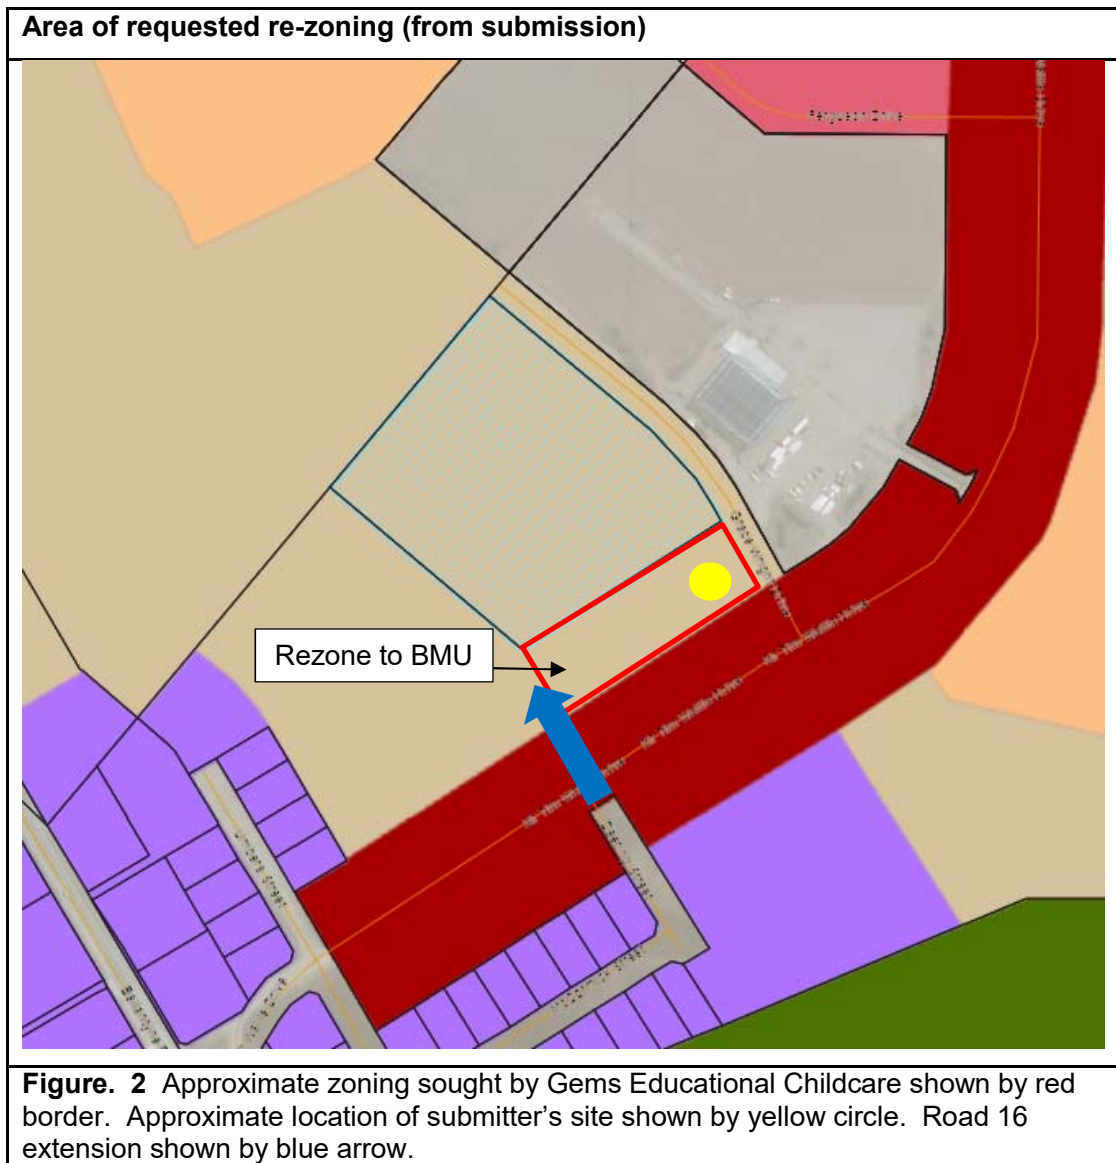 Area of requested re-zoning (from submission)
Ferguson Drive
Rezone to BMU
Figure. 2 Approximate zoning sought by Gems Educational Childcare shown by red
border. Approximate location of submitter's site shown by yellow circle. Road 16
extension shown by blue arrow.